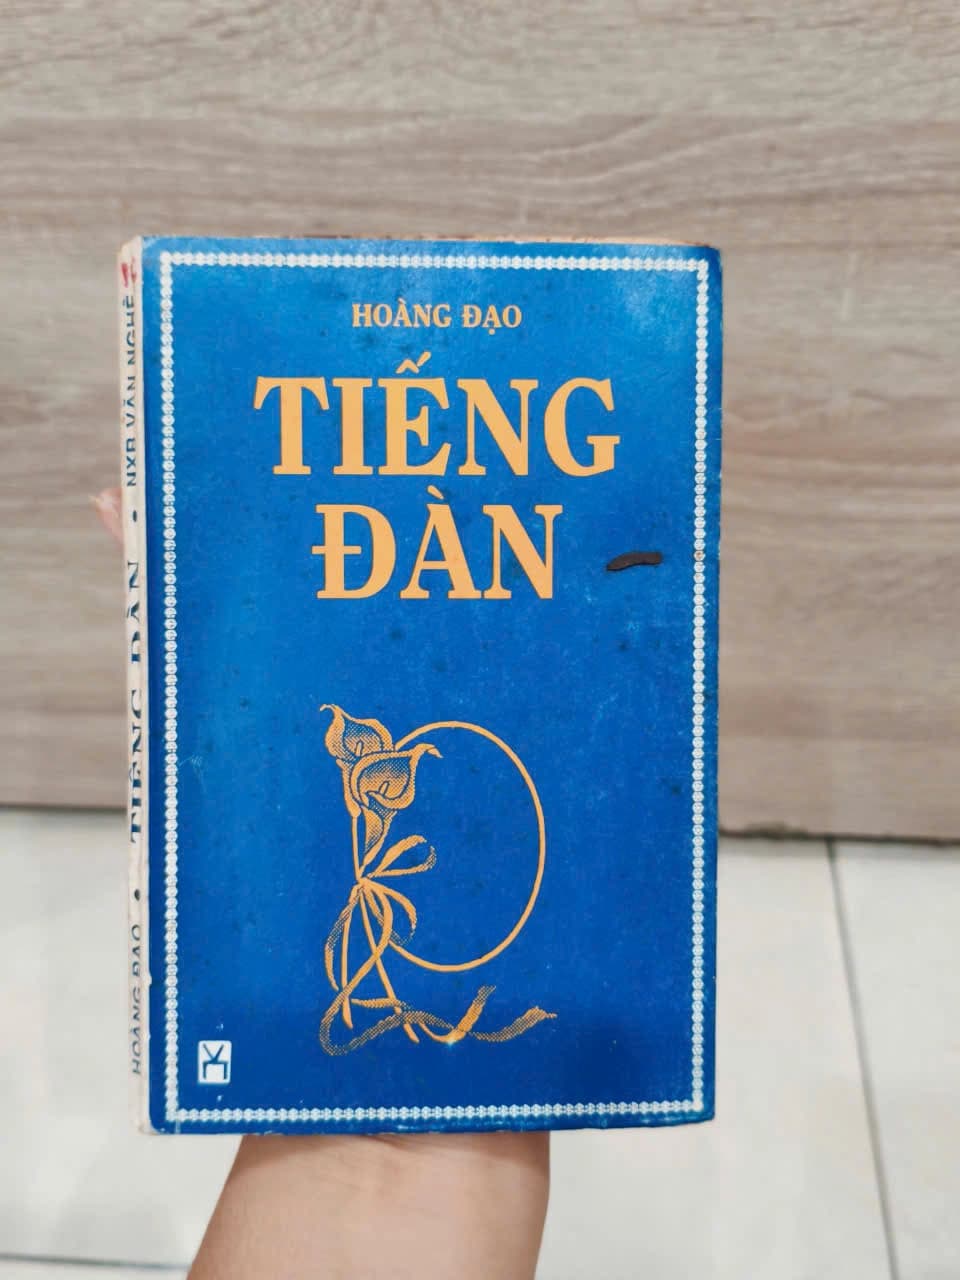 HOÀNG ĐẠO
TIẾNG
ĐÀN
HOÀNG ĐẠO • TIẾNG ĐÀN • NXB VĂN NGHỆ